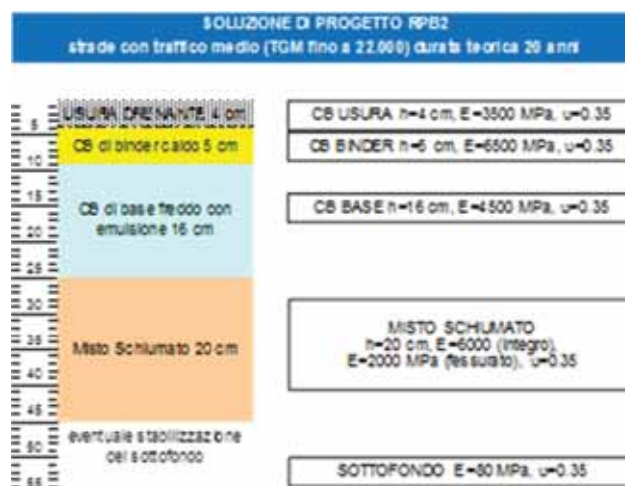 SOLUZIONE DI PROGETTO RPB2
strade con traffico medio (TGM fino a 22.000) durata teorica 20 anni
USURA DRENANTE 4 cm
CB USURA h=4 cm, E=3500 MPa, υ=0.35
5
CB di binder caldo 5 cm
CB BINDER h=5 cm, E=6500 MPa, υ=0.35
10
15
CB di base freddo con
emulsione 16 cm
CB BASE h=16 cm, E=4500 MPa, υ=0.35
20
25
30
MISTO SCHIUMATO
h=20 cm, E=6000 (Integro),
E=2000 MPa (fessurato), υ=0.35
35
Misto Schiumato 20 cm
40
45
eventuale stabilizzazione
del sottofondo
50
SOTTOFONDO E=80 MPa, υ=0.35
55